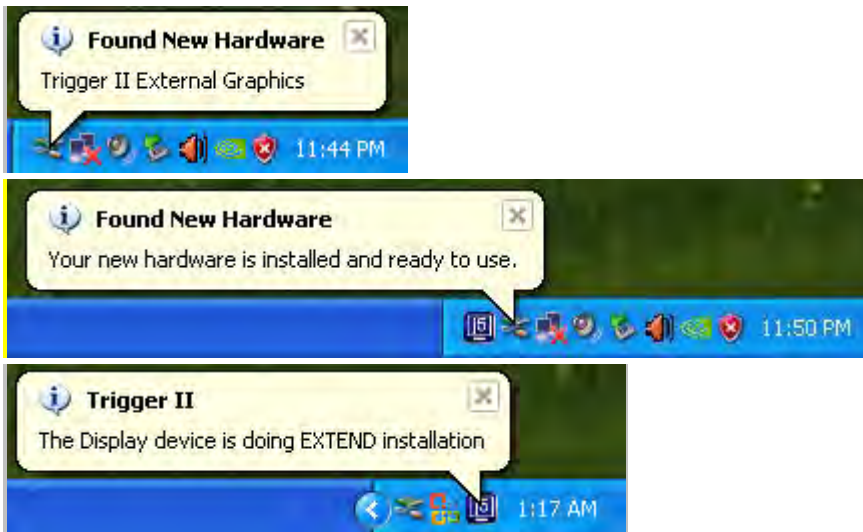 Found New Hardware
Trigger II External Graphics
11:44 PM
Found New Hardware
Your new hardware is installed and ready to use.
11:50 PM
Trigger II
The Display device is doing EXTEND installation
1:17 AM